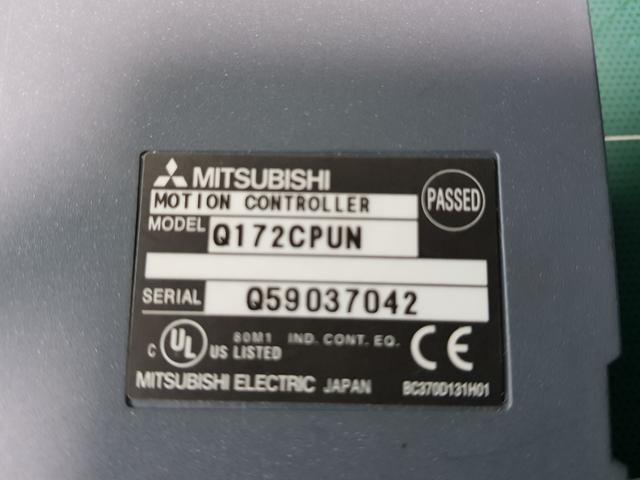 MITSUBISHI
MOTION CONTROLLER
PASSED
MODEL Q172CPUN
SERIAL Q59037042
C UL US LISTED 80M1 IND. CONT. EQ. CE
MITSUBISHI ELECTRIC JAPAN BC370D131H01